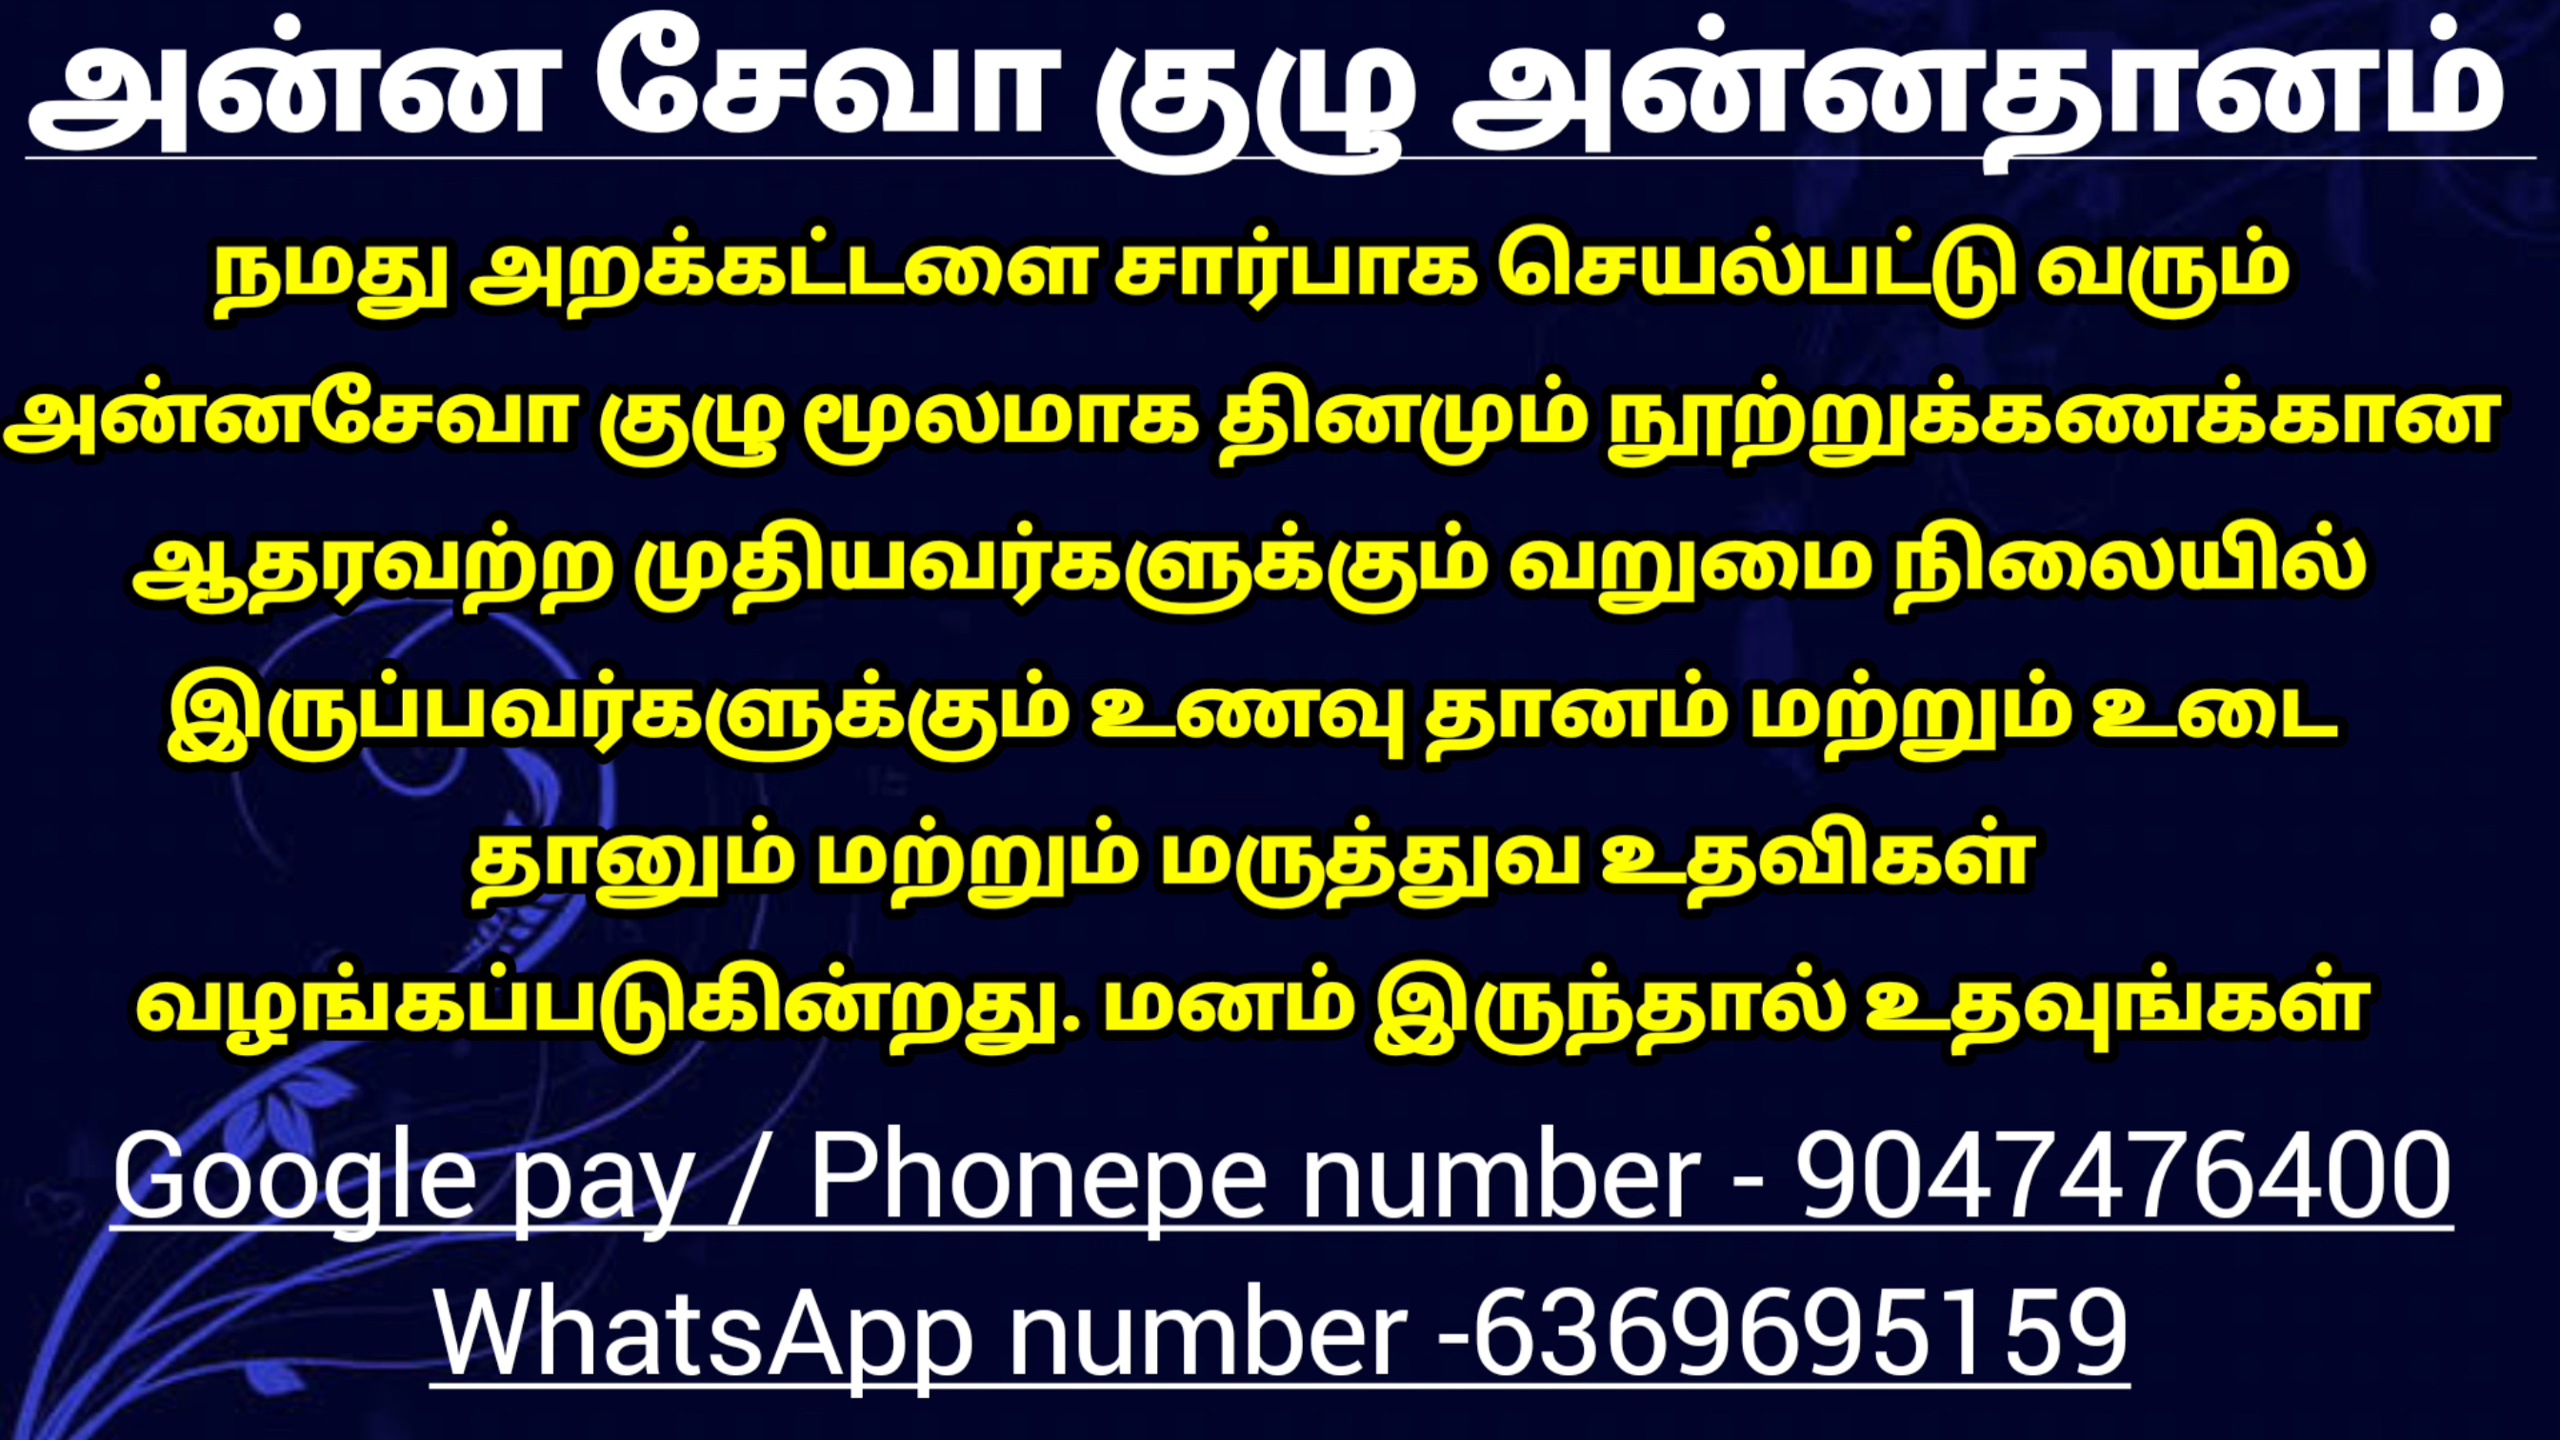 அன்ன சேவா குழு அன்னதானம்
நமது அறக்கட்டளை சார்பாக செயல்பட்டு வரும்
அன்னசேவா குழு மூலமாக தினமும் நூற்றுக்கணக்கான
ஆதரவற்ற முதியவர்களுக்கும் வறுமை நிலையில்
இருப்பவர்களுக்கும் உணவு தானம் மற்றும் உடை
தானும் மற்றும் மருத்துவ உதவிகள்
வழங்கப்படுகின்றது. மனம் இருந்தால் உதவுங்கள்
Google pay / Phonepe number - 9047476400
WhatsApp number -6369695159